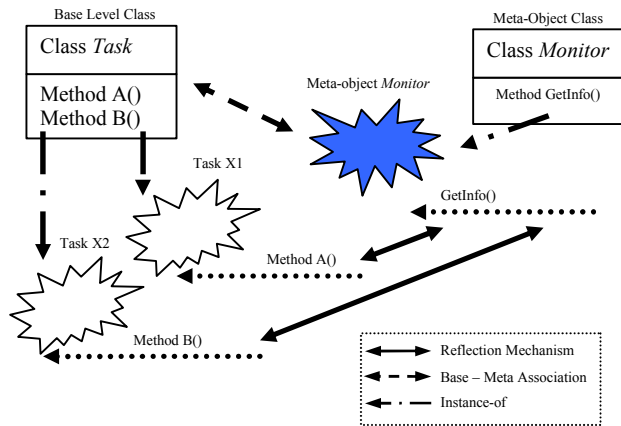 Base Level Class
Meta-Object Class
Class Task
Class Monitor
Method A()
Method B()
Meta-object Monitor
Method GetInfo()
Task X1
GetInfo()
Task X2
Method A()
Method B()
Reflection Mechanism
Base – Meta Association
Instance-of